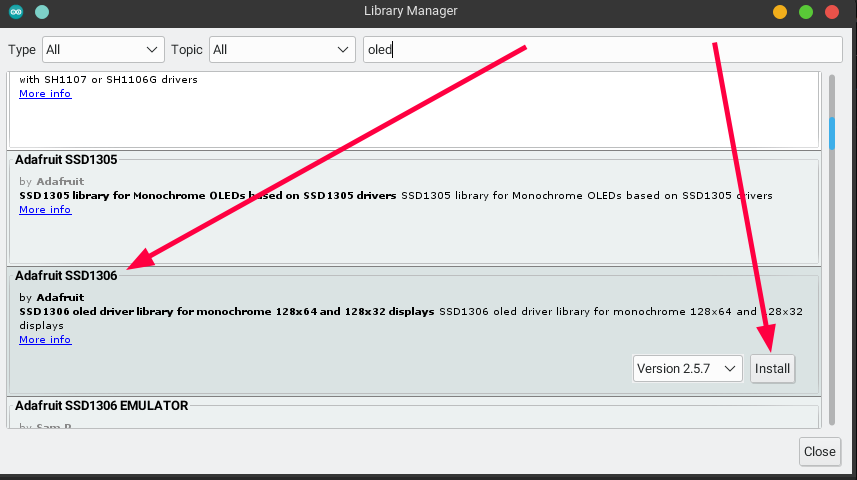 Library Manager
Type All Topic All oled
with SH1107 or SH1106G drivers
More info
Adafruit SSD1305
by Adafruit
SSD1305 library for Monochrome OLEDs based on SSD1305 drivers SSD1305 library for Monochrome OLEDs based on SSD1305 drivers
More info
Adafruit SSD1306
by Adafruit
SSD1306 oled driver library for monochrome 128x64 and 128x32 displays SSD1306 oled driver library for monochrome 128x64 and 128x32
displays
More info
Version 2.5.7 Install
Adafruit SSD1306 EMULATOR
by Sam P
Close